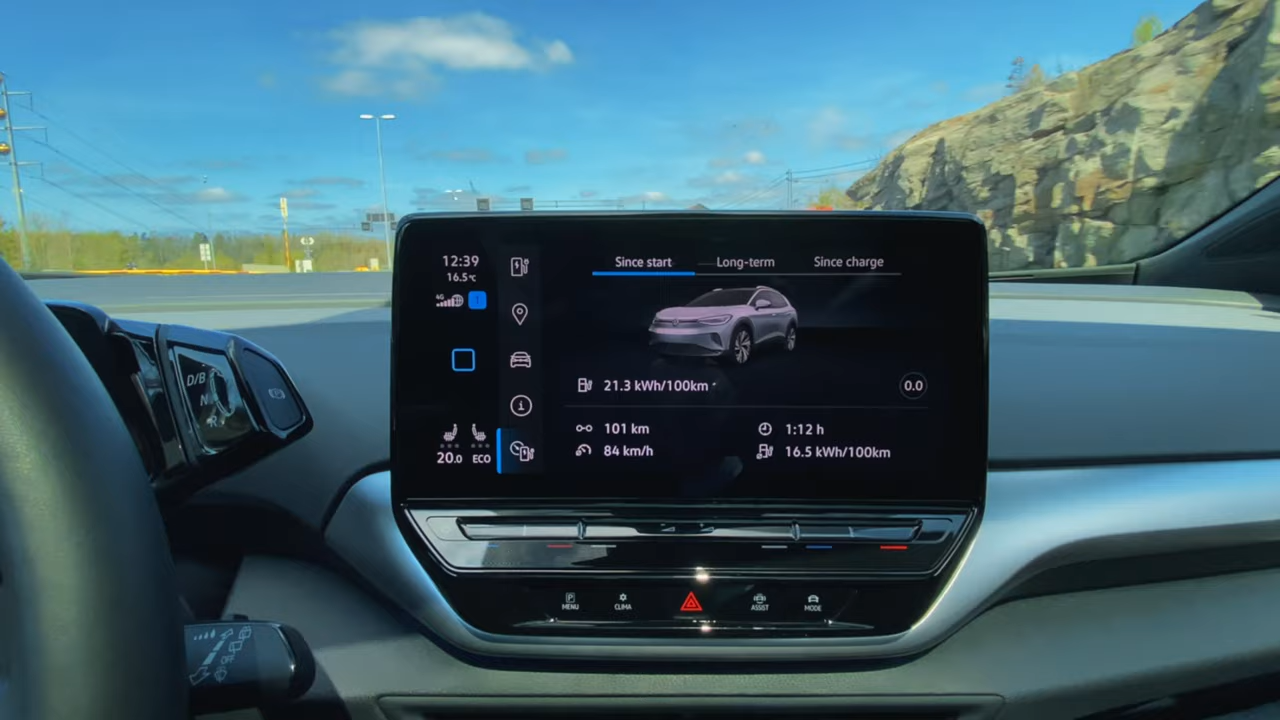 12:39
16.5°C
4G
Since start
Long-term
Since charge
21.3 kWh/100km
0.0
101 km
1:12 h
84 km/h
16.5 kWh/100km
20.0
ECO
D/B
N
R
P
MENU
CLIMA
ASSIST
MODE